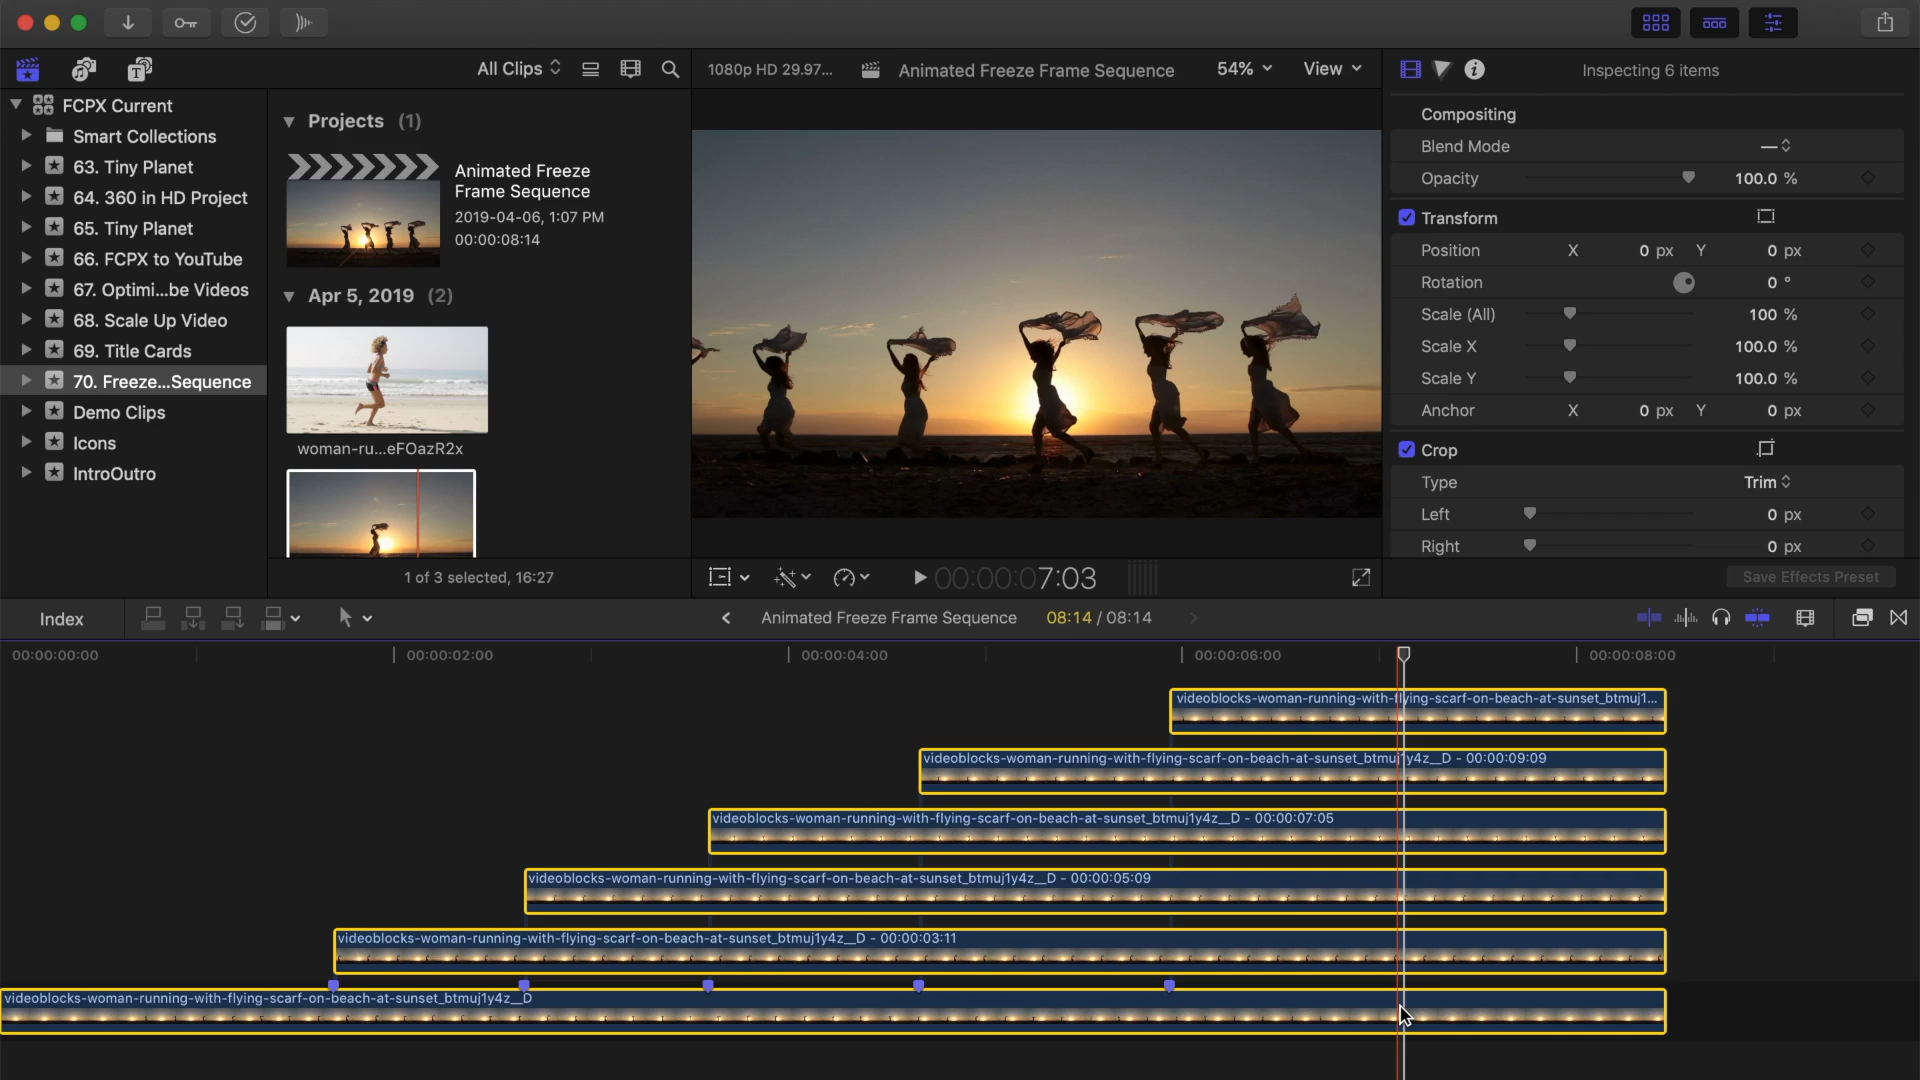 All Clips
1080p HD 29.97...
Animated Freeze Frame Sequence
54%
View
Inspecting 6 items
FCPX Current
Smart Collections
63. Tiny Planet
64. 360 in HD Project
65. Tiny Planet
66. FCPX to YouTube
67. Optimi...be Videos
68. Scale Up Video
69. Title Cards
70. Freeze...Sequence
Demo Clips
Icons
IntroOutro
Projects (1)
Animated Freeze
Frame Sequence
2019-04-06, 1:07 PM
00:00:08:14
Apr 5, 2019 (2)
woman-ru...eFOazR2x
1 of 3 selected, 16:27
00:00:07:03
Compositing
Blend Mode —
Opacity 100.0 %
Transform
Position X 0 px Y 0 px
Rotation 0 °
Scale (All) 100 %
Scale X 100.0 %
Scale Y 100.0 %
Anchor X 0 px Y 0 px
Crop
Type Trim
Left 0 px
Right 0 px
Save Effects Preset
Index
Animated Freeze Frame Sequence 08:14 / 08:14
00:00:00:00 00:00:02:00 00:00:04:00 00:00:06:00 00:00:08:00
videoblocks-woman-running-with-flying-scarf-on-beach-at-sunset_btmuj1...
videoblocks-woman-running-with-flying-scarf-on-beach-at-sunset_btmuj1y4z__D - 00:00:09:09
videoblocks-woman-running-with-flying-scarf-on-beach-at-sunset_btmuj1y4z__D - 00:00:07:05
videoblocks-woman-running-with-flying-scarf-on-beach-at-sunset_btmuj1y4z__D - 00:00:05:09
videoblocks-woman-running-with-flying-scarf-on-beach-at-sunset_btmuj1y4z__D - 00:00:03:11
videoblocks-woman-running-with-flying-scarf-on-beach-at-sunset_btmuj1y4z__D